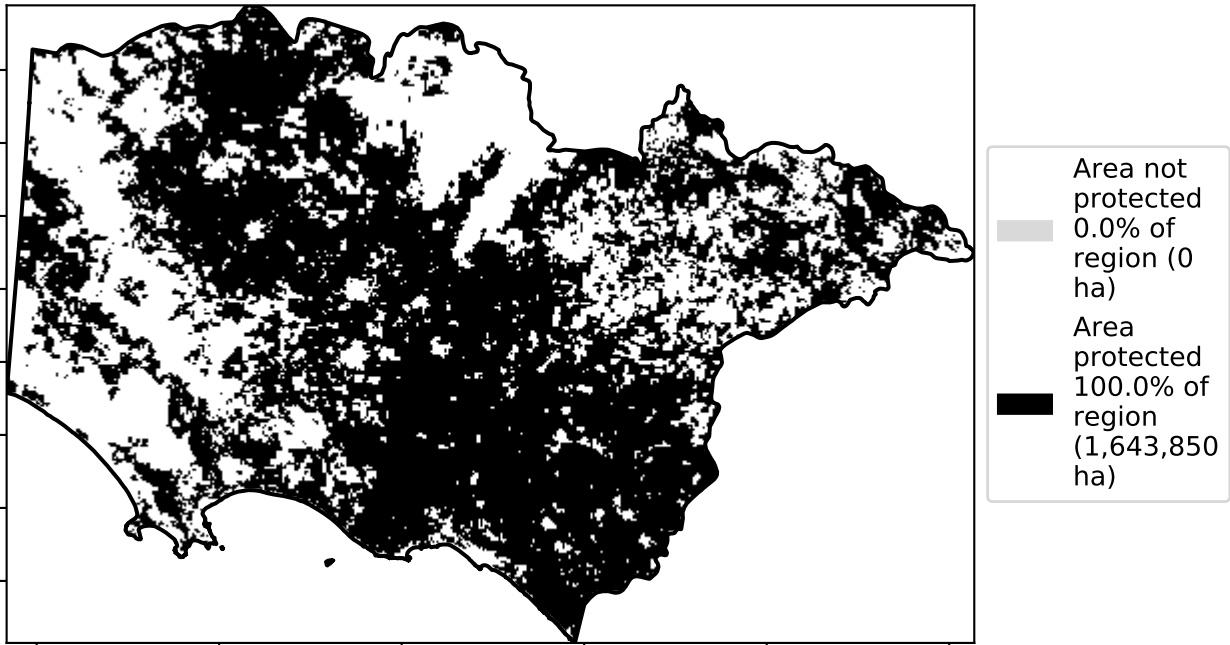 Area not
protected
0.0% of
region (0
ha)
Area
protected
100.0% of
region
(1,643,850
ha)